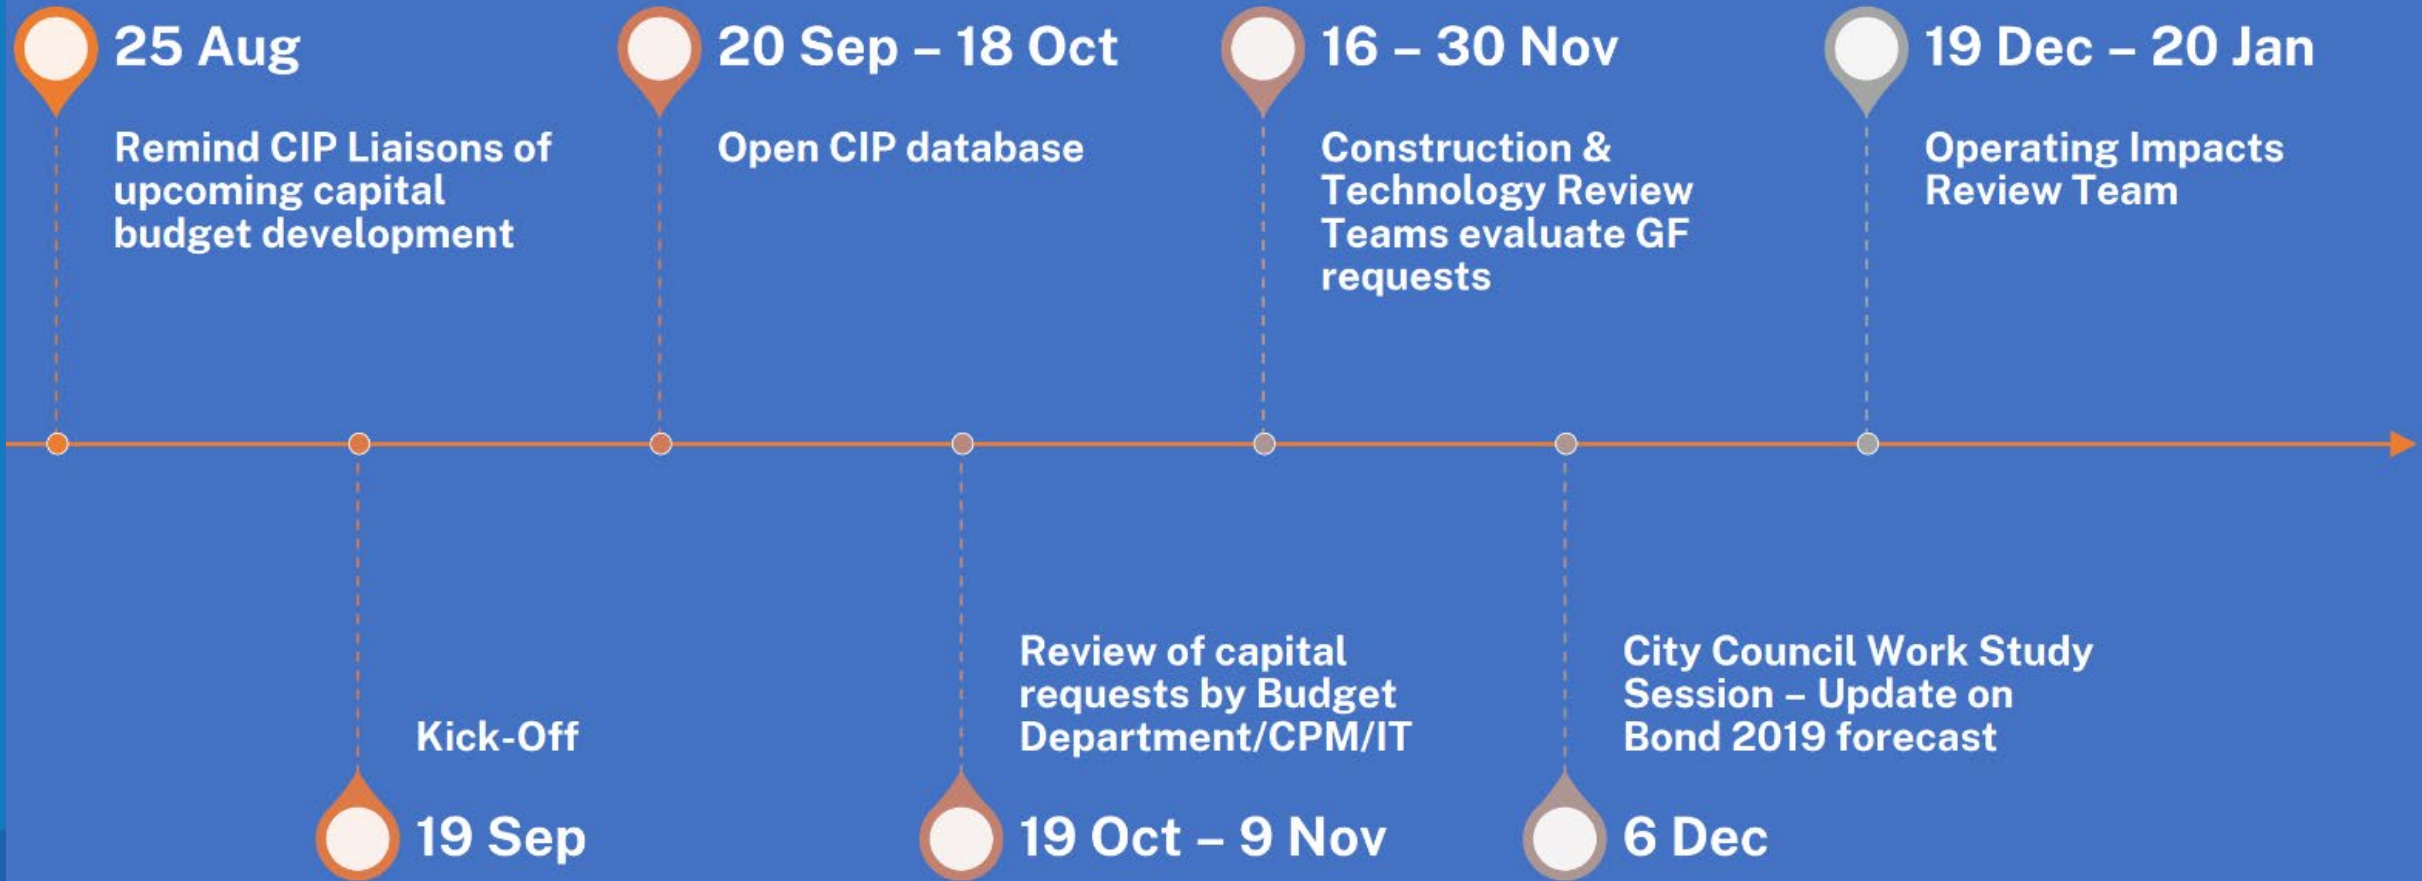 25 Aug
Remind CIP Liaisons of
upcoming capital
budget development
Kick-Off
19 Sep
20 Sep – 18 Oct
Open CIP database
Review of capital
requests by Budget
Department/CPM/IT
19 Oct – 9 Nov
16 – 30 Nov
Construction &
Technology Review
Teams evaluate GF
requests
City Council Work Study
Session – Update on
Bond 2019 forecast
6 Dec
19 Dec – 20 Jan
Operating Impacts
Review Team